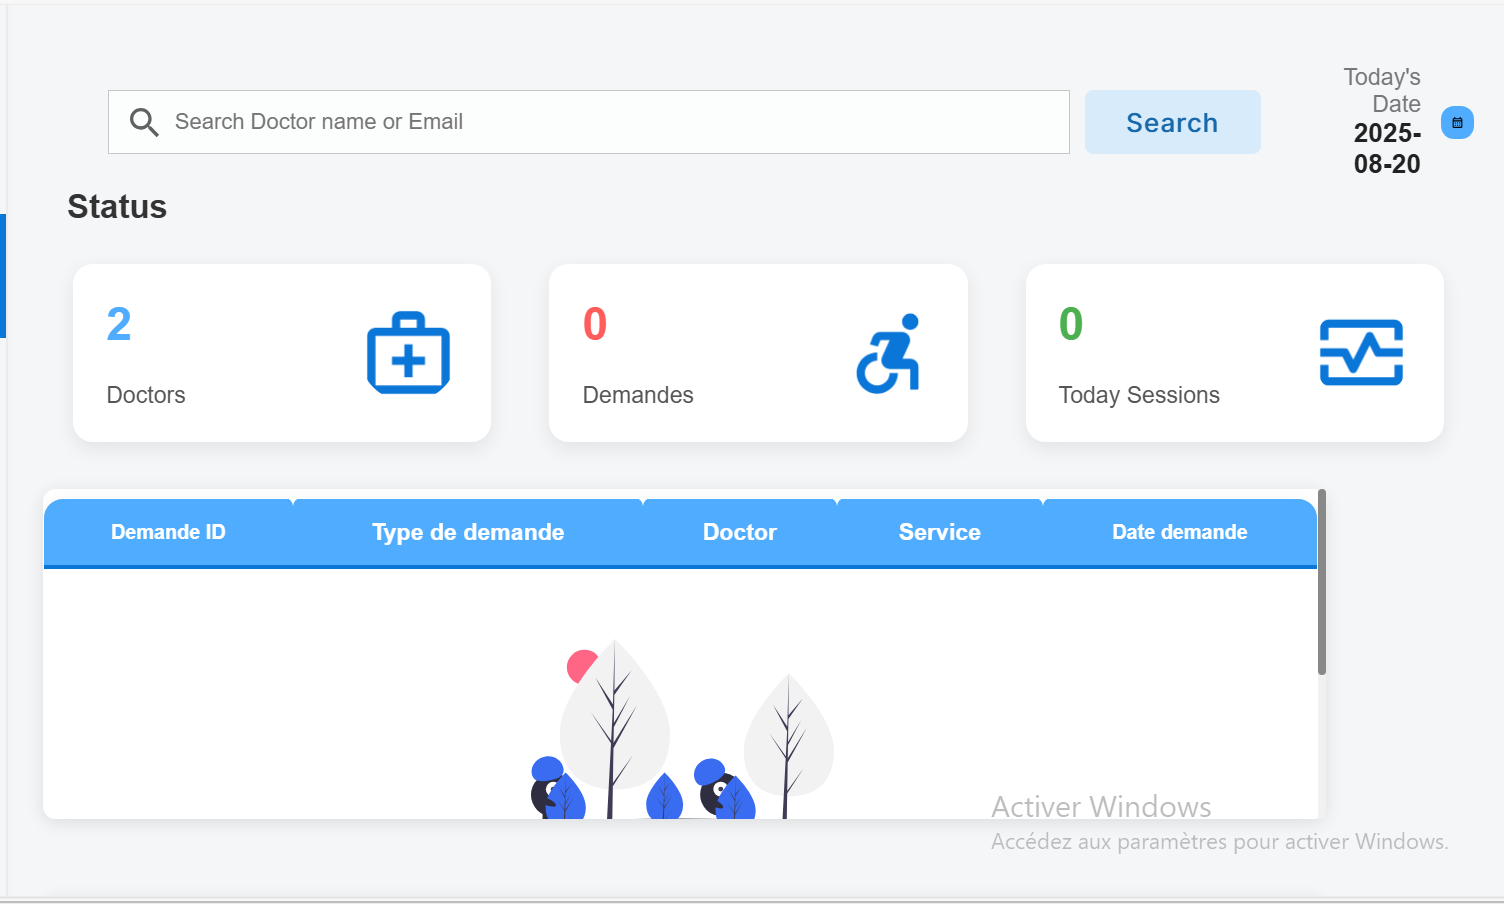 Search Doctor name or Email
Search
Today's
Date
2025-
08-20
Status
2
Doctors
0
Demandes
0
Today Sessions
Demande ID
Type de demande
Doctor
Service
Date demande
Activer Windows
Accédez aux paramètres pour activer Windows.